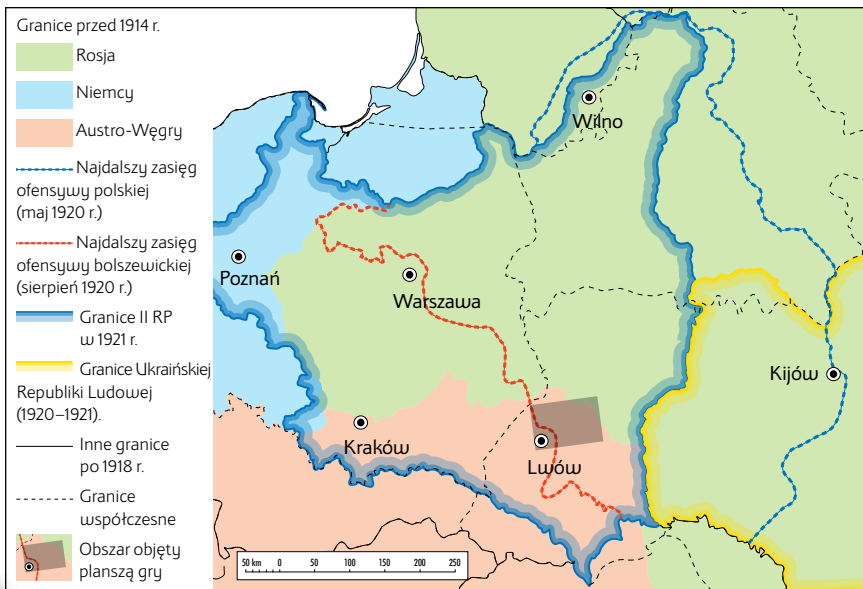 Granice przed 1914 r.
Rosja
Niemcy
Austro-Węgry
Najdalszy zasięg
ofensywy polskiej
(maj 1920 r.)
Najdalszy zasięg
ofensywy bolszewickiej
(sierpień 1920 r.)
Granice II RP
w 1921 r.
Granice Ukraińskiej
Republiki Ludowej
(1920–1921).
Inne granice
po 1918 r.
Granice
współczesne
Obszar objęty
planszą gry
Wilno
Poznań
Warszawa
Kijów
Kraków
Lwów
50 km 0 50 100 150 200 250